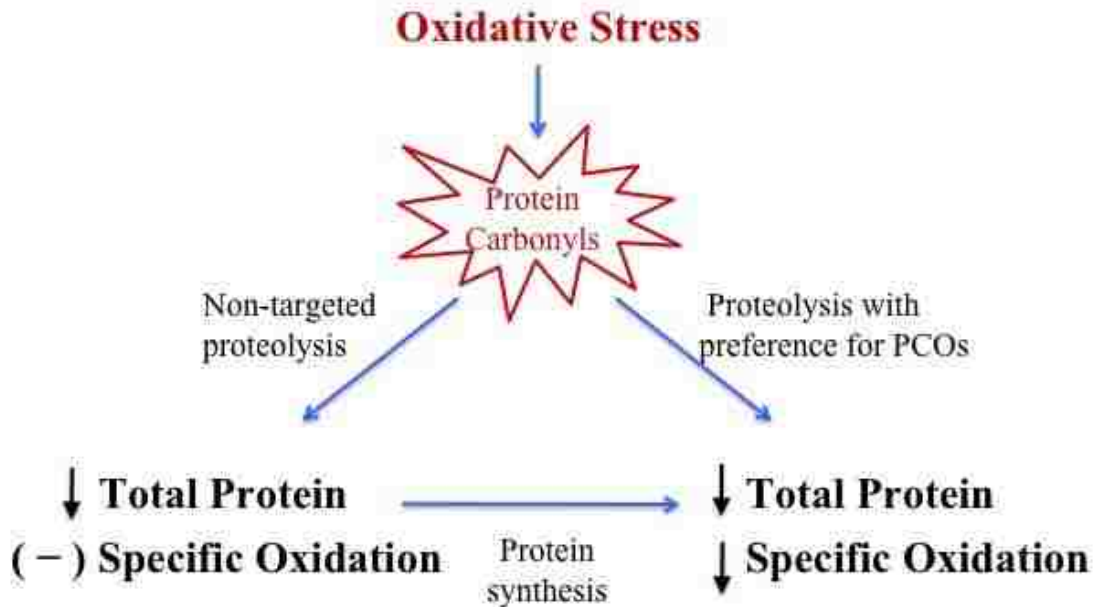 Oxidative Stress
Protein
Carbonyls
Non-targeted
proteolysis
Proteolysis with
preference for PCOs
↓ Total Protein
(−) Specific Oxidation
Protein
synthesis
↓ Total Protein
↓ Specific Oxidation